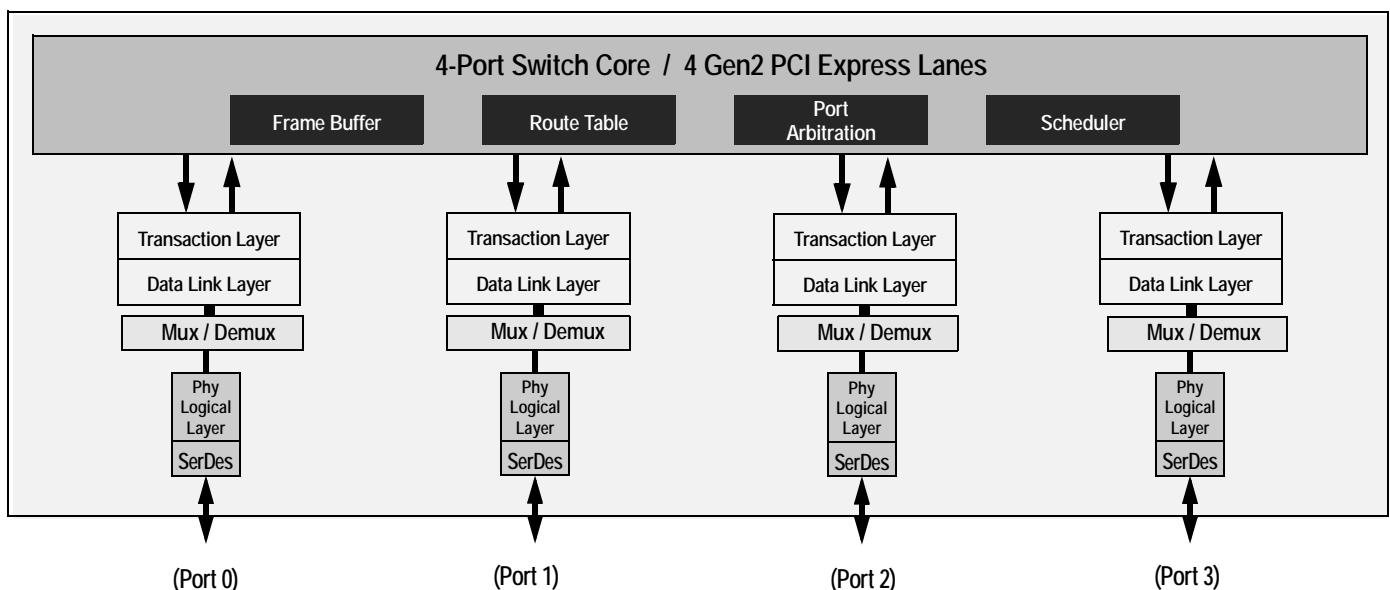 4-Port Switch Core / 4 Gen2 PCI Express Lanes
Frame Buffer
Route Table
Port
Arbitration
Scheduler
Transaction Layer
Data Link Layer
Mux / Demux
Phy
Logical
Layer
SerDes
(Port 0)
Transaction Layer
Data Link Layer
Mux / Demux
Phy
Logical
Layer
SerDes
(Port 1)
Transaction Layer
Data Link Layer
Mux / Demux
Phy
Logical
Layer
SerDes
(Port 2)
Transaction Layer
Data Link Layer
Mux / Demux
Phy
Logical
Layer
SerDes
(Port 3)